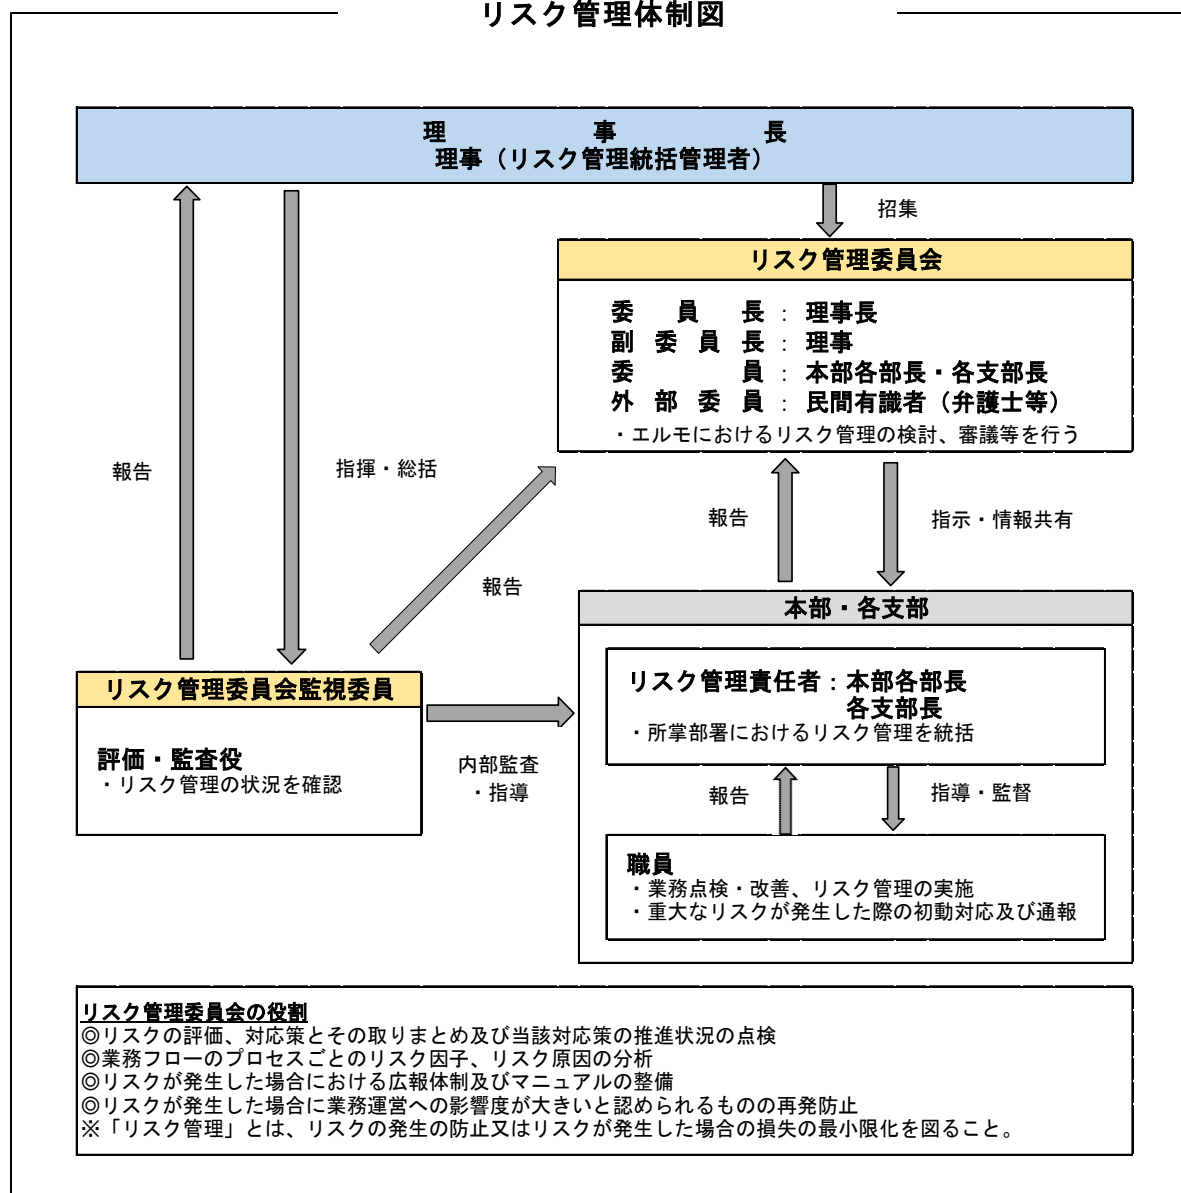 リスク管理体制図
理事長
理事（リスク管理統括管理者）
招集
リスク管理委員会
委員長：理事長
副委員長：理事
委員：本部各部長・各支部長
外部委員：民間有識者（弁護士等）
・エルモにおけるリスク管理の検討、審議等を行う
報告
指揮・総括
報告
報告
指示・情報共有
本部・各支部
リスク管理責任者：本部各部長
各支部長
・所掌部署におけるリスク管理を統括
リスク管理委員会監視委員
評価・監査役
・リスク管理の状況を確認
内部監査
・指導
報告
指導・監督
職員
・業務点検・改善、リスク管理の実施
・重大なリスクが発生した際の初動対応及び通報
リスク管理委員会の役割
◎リスクの評価、対応策とその取りまとめ及び当該対応策の推進状況の点検
◎業務フローのプロセスごとのリスク因子、リスク原因の分析
◎リスクが発生した場合における広報体制及びマニュアルの整備
◎リスクが発生した場合に業務運営への影響度が大きいと認められるものの再発防止
※「リスク管理」とは、リスクの発生の防止又はリスクが発生した場合の損失の最小限化を図ること。